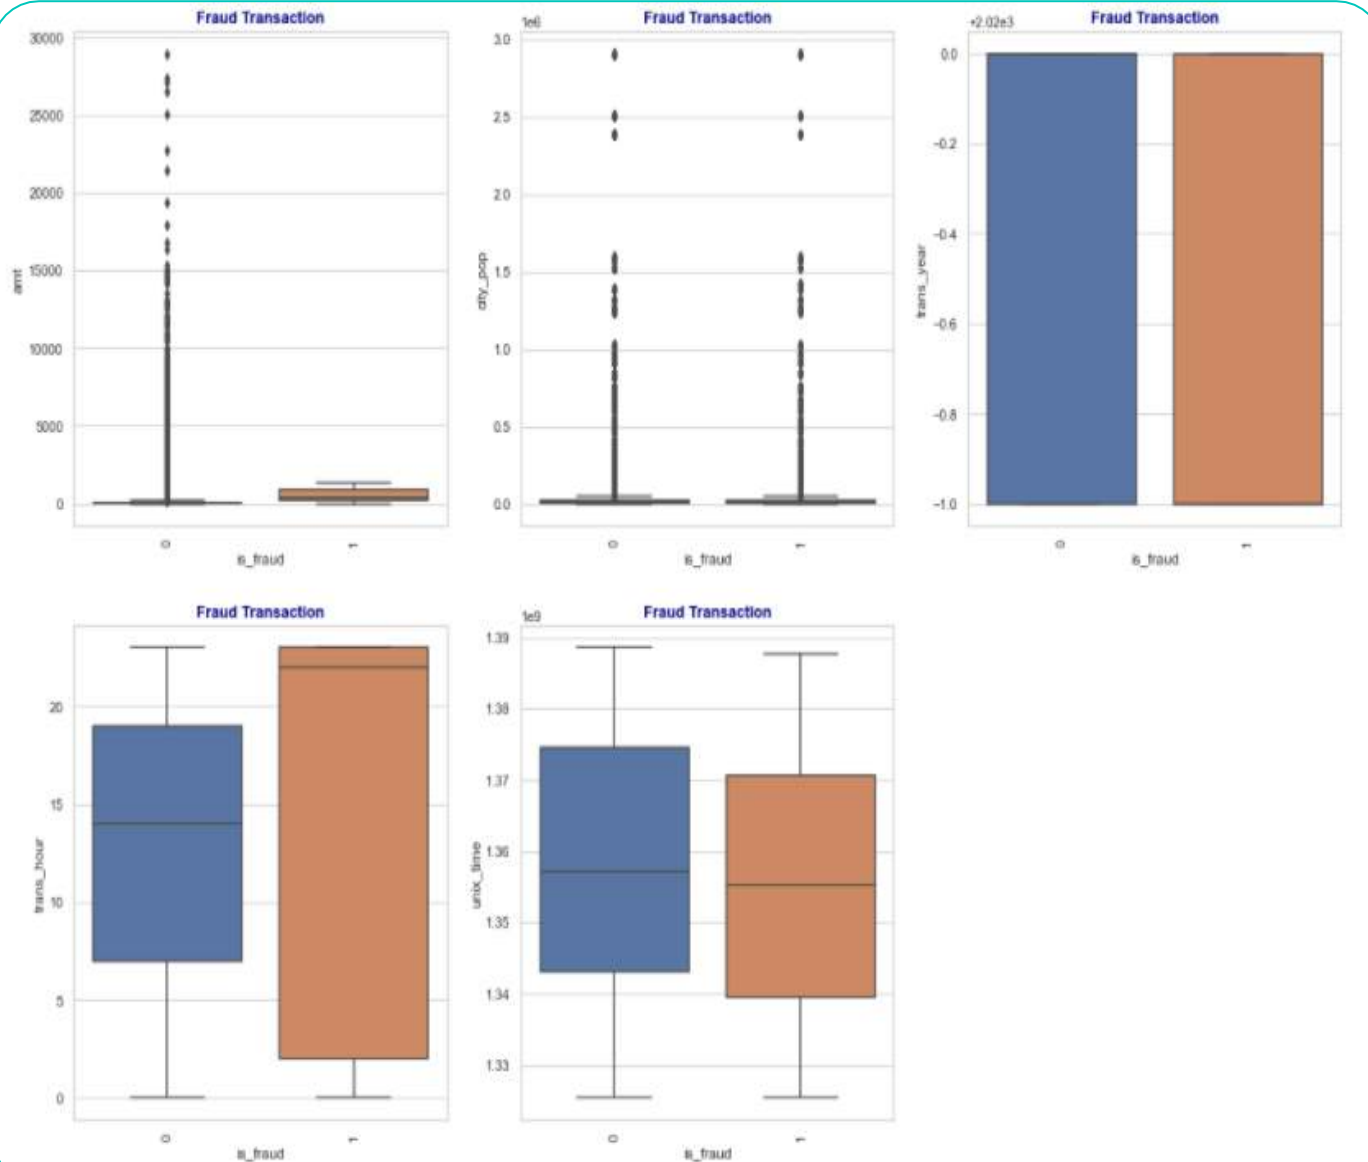 Fraud Transaction
30000
25000
20000
15000
10000
5000
0
amt
0
1
is_fraud
Fraud Transaction
1e6
3.0
2.5
2.0
1.5
1.0
0.5
0.0
city_pop
0
1
is_fraud
Fraud Transaction
+2.02e3
0.0
−0.2
−0.4
−0.6
−0.8
−1.0
trans_year
0
1
is_fraud
Fraud Transaction
20
15
10
5
0
trans_hour
0
1
is_fraud
Fraud Transaction
1e9
1.39
1.38
1.37
1.36
1.35
1.34
1.33
unix_time
0
1
is_fraud